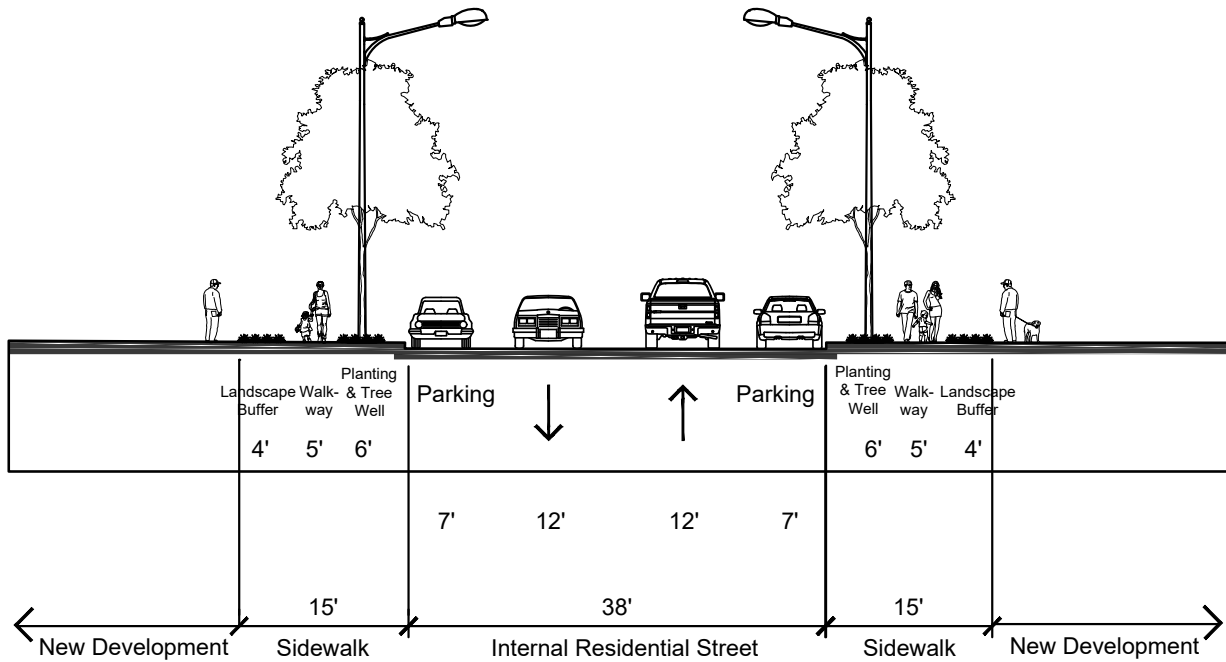 Landscape
Buffer
4'
Walk-
way
5'
Planting
& Tree
Well
6'
Parking
Parking
Planting
& Tree
Well
6'
Walk-
way
5'
Landscape
Buffer
4'
7'
12'
12'
7'
15'
38'
15'
New Development
Sidewalk
Internal Residential Street
Sidewalk
New Development